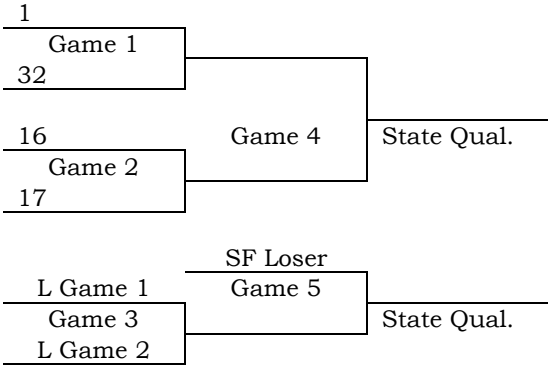 1
Game 1
32
16
Game 4
State Qual.
Game 2
17
SF Loser
L Game 1
Game 5
Game 3
State Qual.
L Game 2